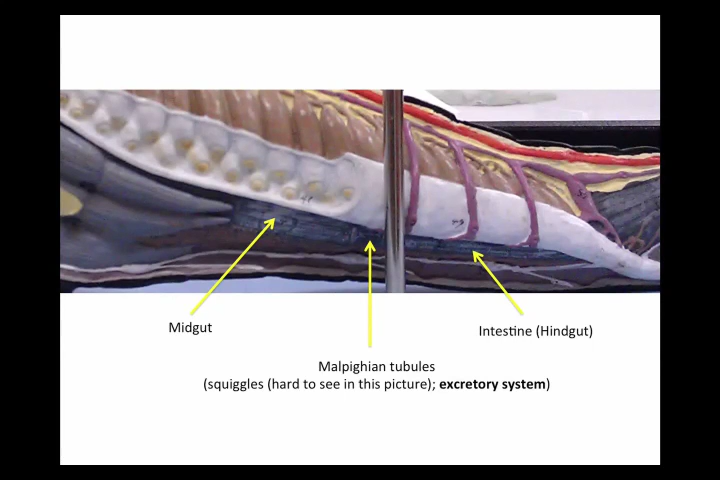 Midgut
Intestine (Hindgut)
Malpighian tubules
(squiggles (hard to see in this picture); excretory system)